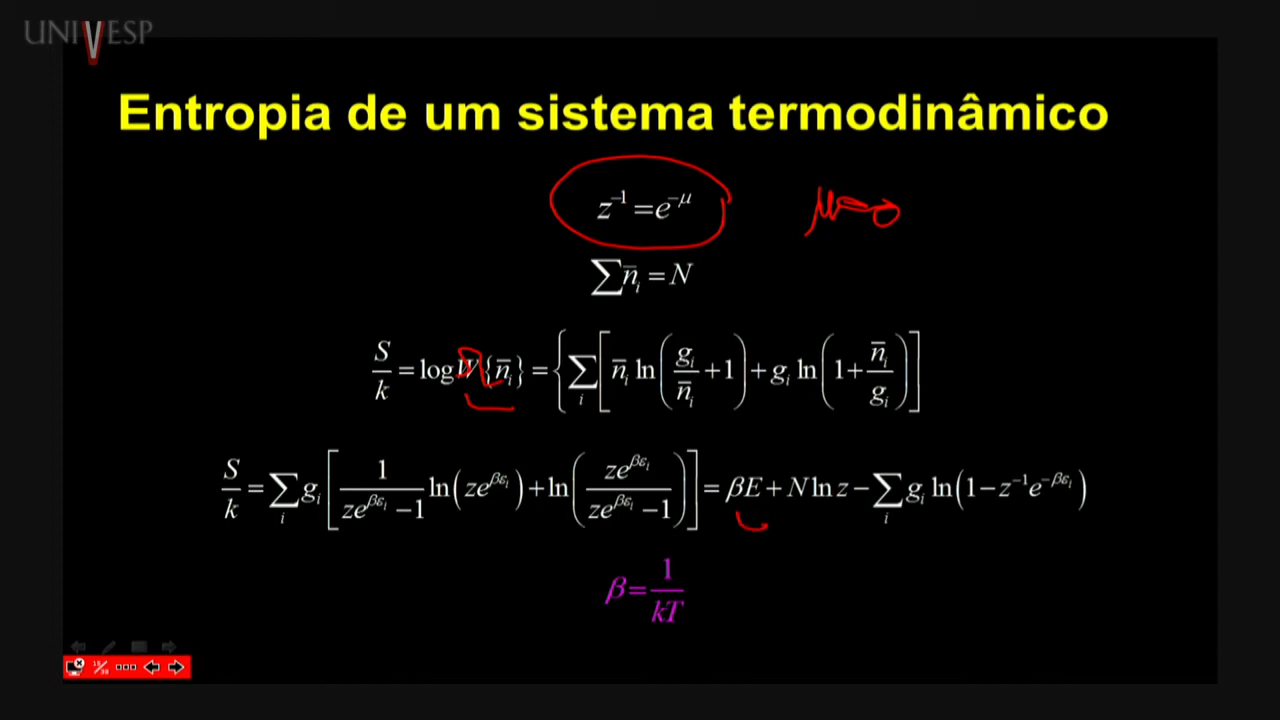 UNIVESP
Entropia de um sistema termodinâmico
z⁻¹ = e^{-μ}    μ=0
∑ n̄ᵢ = N
S/k = log W{n̄ᵢ} = { ∑ᵢ [ n̄ᵢ ln( gᵢ/n̄ᵢ + 1 ) + gᵢ ln( 1 + n̄ᵢ/gᵢ ) ]
S/k = ∑ᵢ gᵢ [ 1/(ze^{βεᵢ} − 1) ln( ze^{βεᵢ} ) + ln( ze^{βεᵢ}/(ze^{βεᵢ} − 1) ) ] = βE + N ln z − ∑ᵢ gᵢ ln( 1 − z⁻¹e^{−βεᵢ} )
β = 1/kT